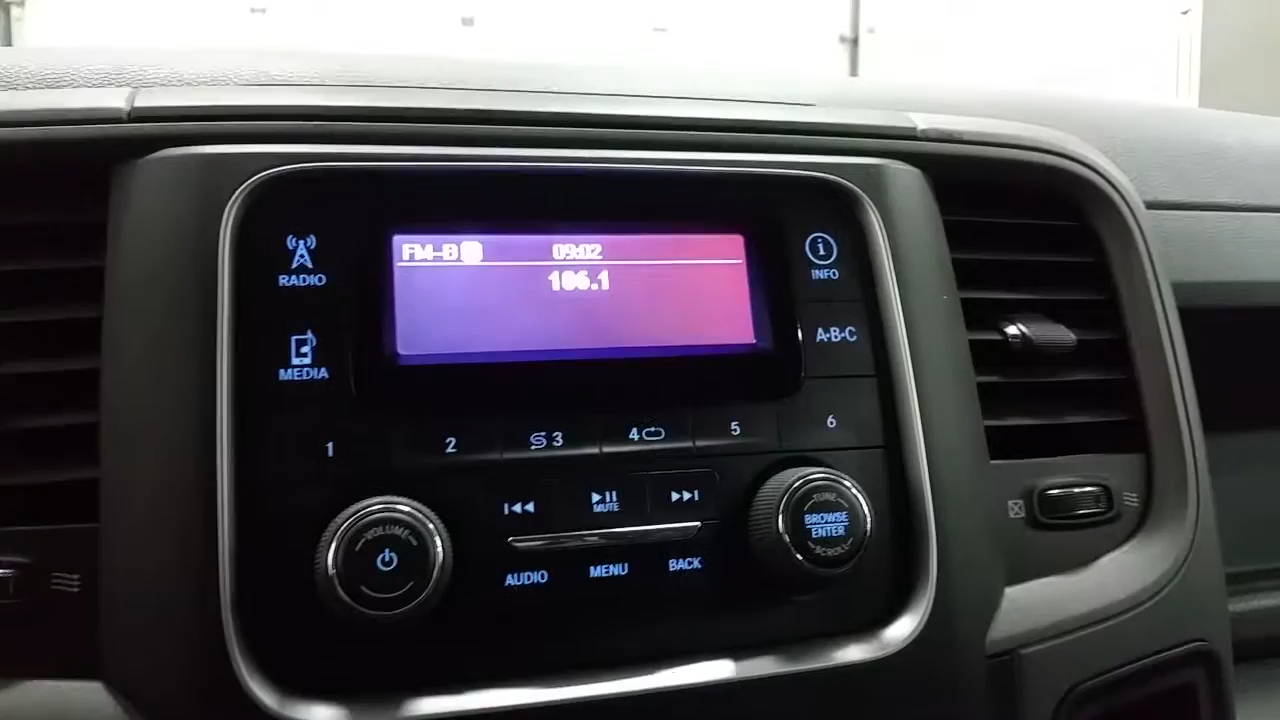 FM-B 09:02
106.1
RADIO
MEDIA
INFO
A-B-C
1
2
3
4
5
6
MUTE
VOLUME
TUNE
BROWSE
ENTER
SCROLL
AUDIO
MENU
BACK